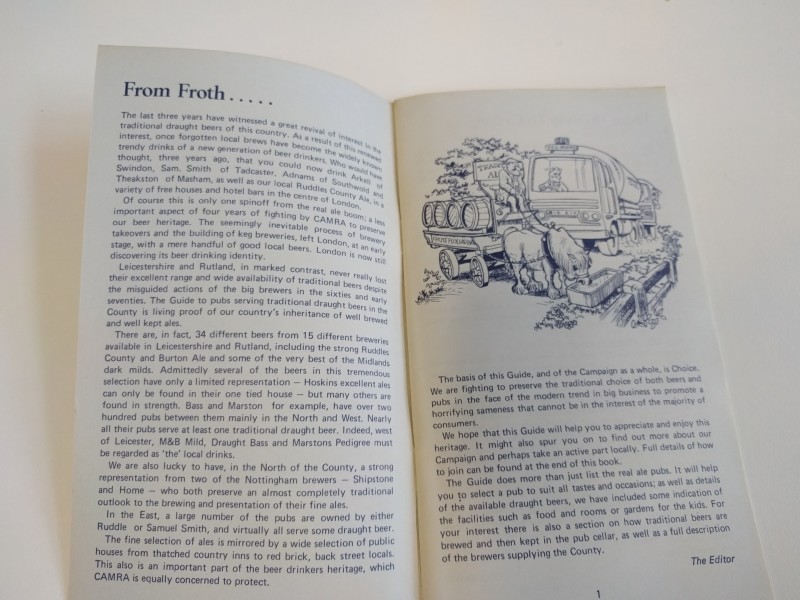 From Froth . . . . .
The last three years have witnessed a greet revival of interest in the
traditional draught beers of this country. As a result of this renewed
interest, once forgotten local brews have become the widely known
trendy drinks of a new generation of beer drinkers. Who would have
thought, three years ago, that you could now drink Arkell of
Swindon, Sam. Smith of Tadcaster, Adnams of Southwold and
Theakston of Masham, as well as our local Ruddles County Ale, in a
variety of free houses and hotel bars in the centre of London.
Of course this is only one spinoff from the real ale boom; a less
important aspect of four years of fighting by CAMRA to preserve
our beer heritage. The seemingly inevitable process of brewery
takeovers and the building of keg breweries, left London, at an early
stage, with a mere handful of good local beers. London is now still
discovering its beer drinking identity.
Leicestershire and Rutland, in marked contrast, never really lost
their excellent range and wide availability of traditional beers despite
the misguided actions of the big brewers in the sixties and early
seventies. The Guide to pubs serving traditional draught beers in the
County is living proof of our country's inheritance of well brewed
and well kept ales.
There are, in fact, 34 different beers from 15 different breweries
available in Leicestershire and Rutland, including the strong Ruddles
County and Burton Ale and some of the very best of the Midlands
dark milds. Admittedly several of the beers in this tremendous
selection have only a limited representation — Hoskins excellent ales
can only be found in their one tied house — but many others are
found in strength. Bass and Marston for example, have over two
hundred pubs between them mainly in the North and West. Nearly
all their pubs serve at least one traditional draught beer. Indeed, west
of Leicester, M&B Mild, Draught Bass and Marstons Pedigree must
be regarded as 'the' local drinks.
We are also lucky to have, in the North of the County, a strong
representation from two of the Nottingham brewers — Shipstone
and Home — who both preserve an almost completely traditional
outlook to the brewing and presentation of their fine ales.
In the East, a large number of the pubs are owned by either
Ruddle or Samuel Smith, and virtually all serve some draught beer.
The fine selection of ales is mirrored by a wide selection of public
houses from thatched country inns to red brick, back street locals.
This also is an important part of the beer drinkers heritage, which
CAMRA is equally concerned to protect.
The basis of this Guide, and of the Campaign as a whole, is Choice.
We are fighting to preserve the traditional choice of both beers and
pubs in the face of the modern trend in big business to promote a
horrifying sameness that cannot be in the interest of the majority of
consumers.
We hope that this Guide will help you to appreciate and enjoy this
heritage. It might also spur you on to find out more about our
Campaign and perhaps take an active part locally. Full details of how
to join can be found at the end of this book.
The Guide does more than just list the real ale pubs. It will help
you to select a pub to suit all tastes and occasions; as well as details
of the available draught beers, we have included some indication of
the facilities such as food and rooms or gardens for the kids. For
your interest there is also a section on how traditional beers are
brewed and then kept in the pub cellar, as well as a full description
of the brewers supplying the County.
The Editor
1